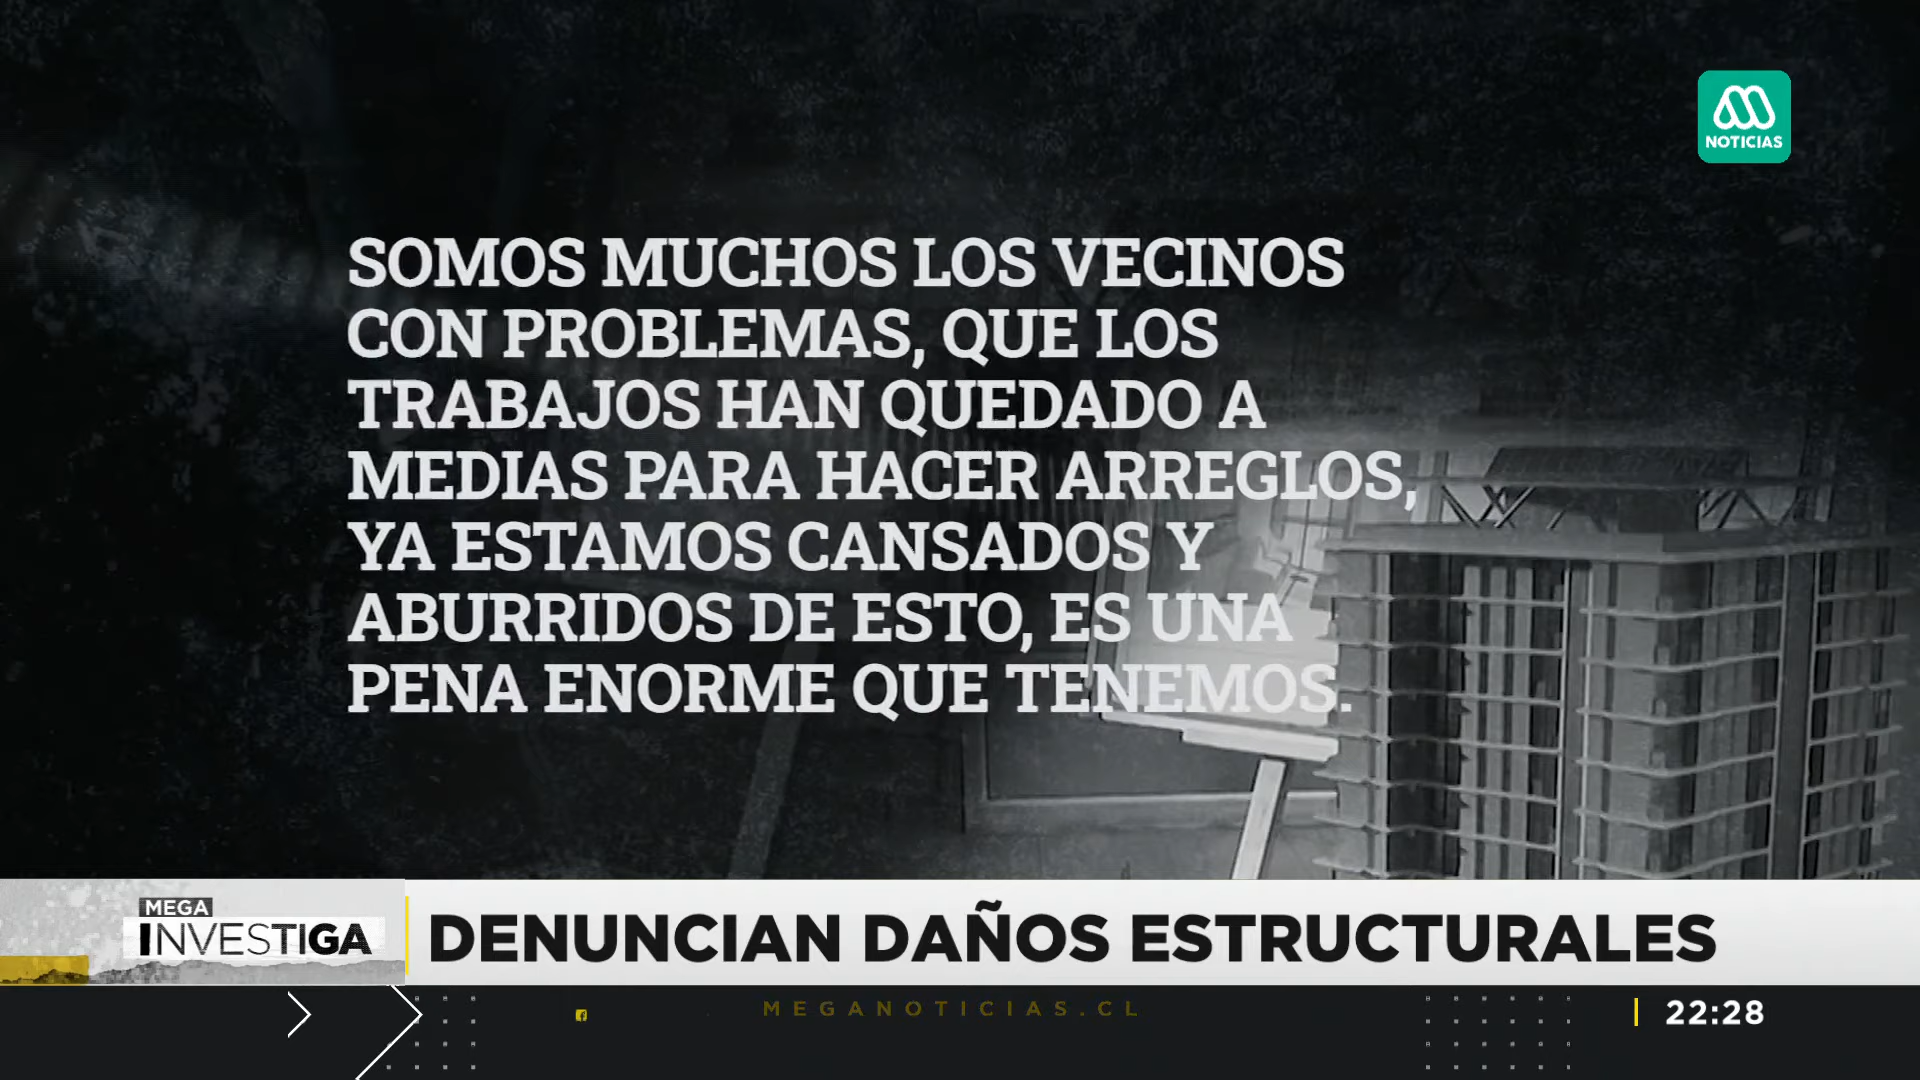 NOTICIAS
SOMOS MUCHOS LOS VECINOS
CON PROBLEMAS, QUE LOS
TRABAJOS HAN QUEDADO A
MEDIAS PARA HACER ARREGLOS,
YA ESTAMOS CANSADOS Y
ABURRIDOS DE ESTO, ES UNA
PENA ENORME QUE TENEMOS.
MEGA
INVESTIGA
DENUNCIAN DAÑOS ESTRUCTURALES
MEGANOTICIAS.CL
22:28